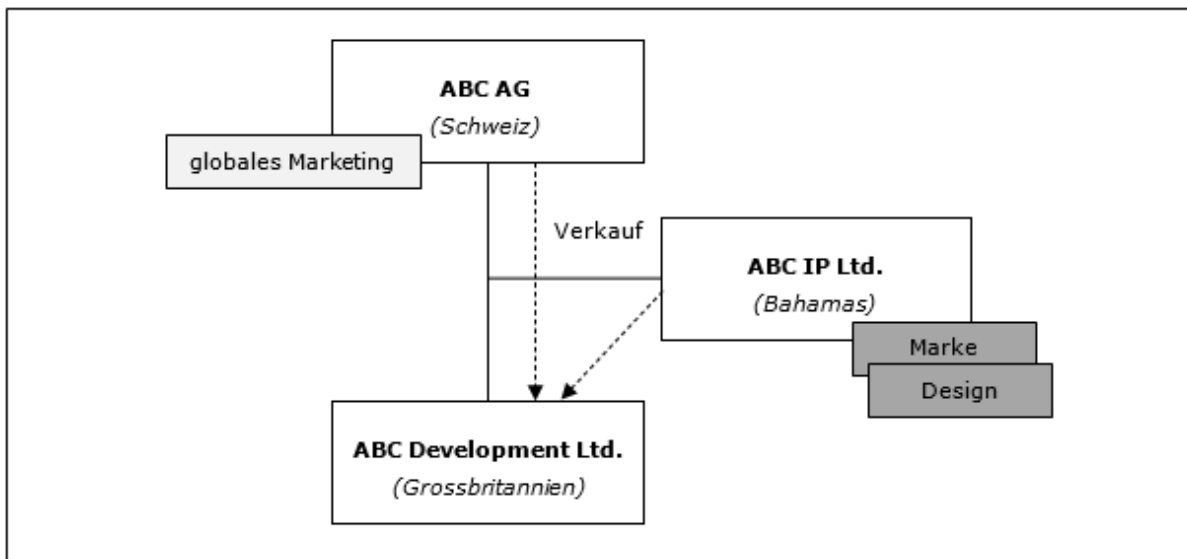 ABC AG
(Schweiz)
globales Marketing
Verkauf
ABC IP Ltd.
(Bahamas)
Marke
Design
ABC Development Ltd.
(Grossbritannien)